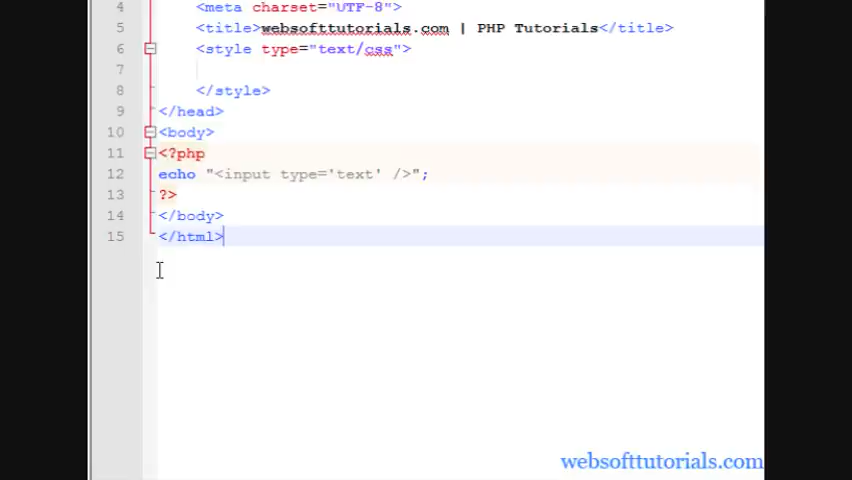 4 <meta charset="UTF-8">
5 <title>websofttutorials.com | PHP Tutorials</title>
6 <style type="text/css">
7
8 </style>
9 </head>
10 <body>
11 <?php
12 echo "<input type='text' />";
13 ?>
14 </body>
15 </html>
websofttutorials.com